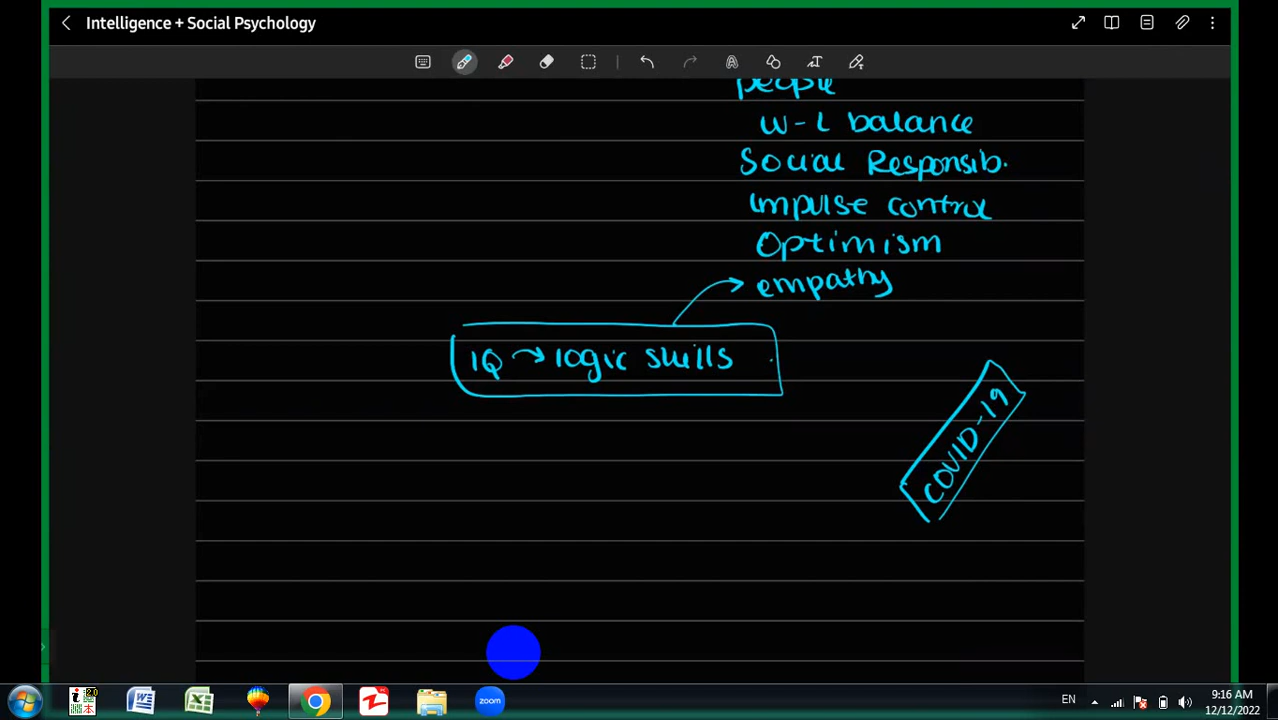 Intelligence + Social Psychology
people
W-L balance
Social Responsib.
Impulse control
Optimism
empathy
IQ → logic skills
COVID-19
zoom
EN
9:16 AM
12/12/2022